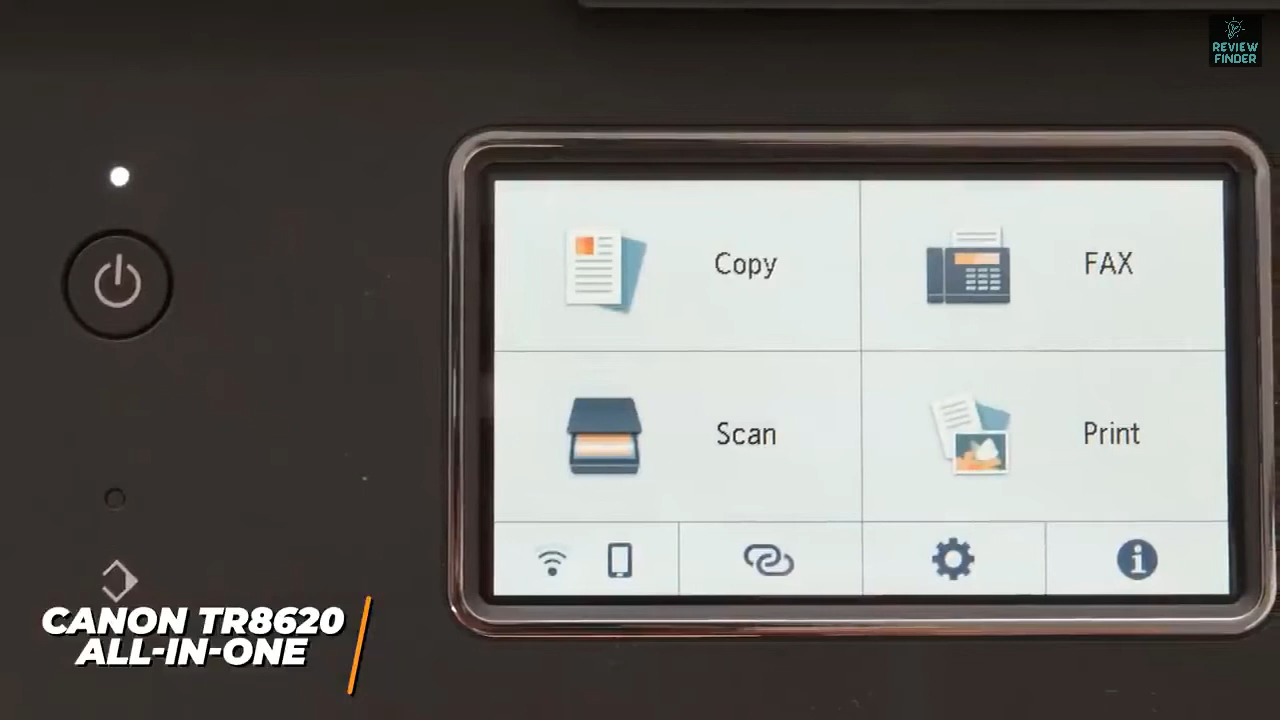 REVIEW
FINDER
Copy
FAX
Scan
Print
CANON TR8620
ALL-IN-ONE